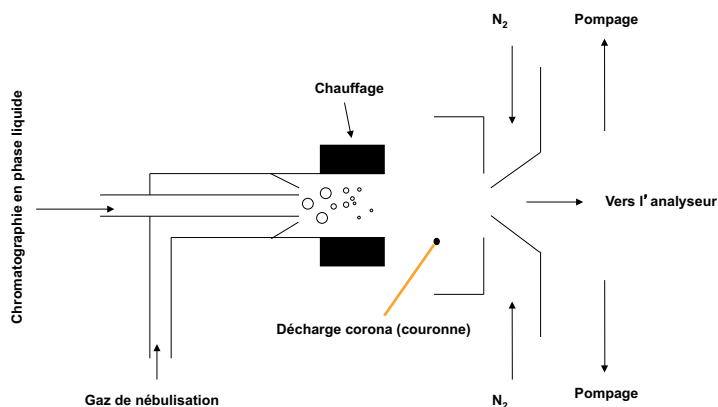 N2
Pompage
Chauffage
Chromatographie en phase liquide
Vers l'analyseur
Décharge corona (couronne)
Gaz de nébulisation
N2
Pompage